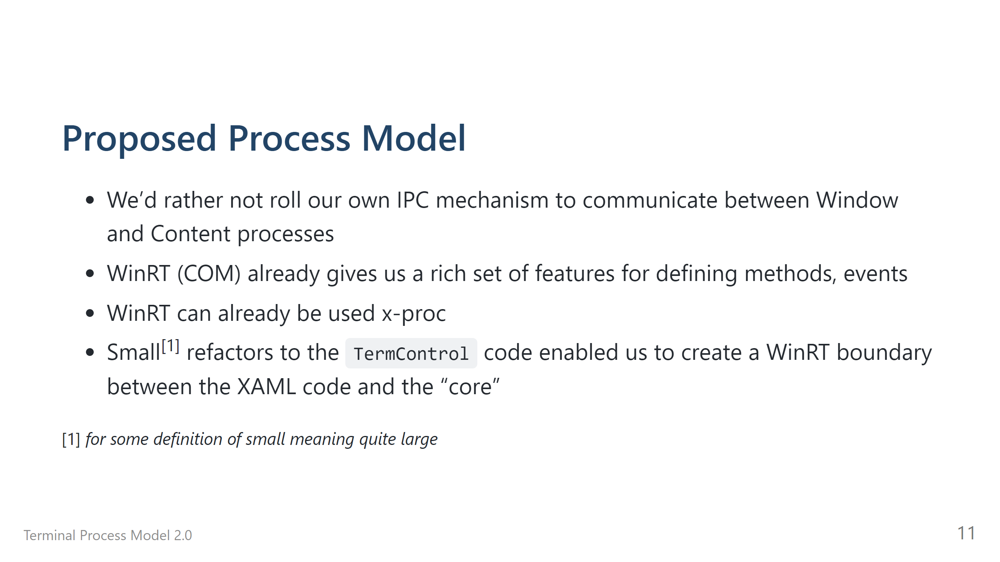 Proposed Process Model
• We’d rather not roll our own IPC mechanism to communicate between Window
and Content processes
• WinRT (COM) already gives us a rich set of features for defining methods, events
• WinRT can already be used x-proc
• Small[1] refactors to the TermControl code enabled us to create a WinRT boundary
between the XAML code and the “core”
[1] for some definition of small meaning quite large
Terminal Process Model 2.0
11